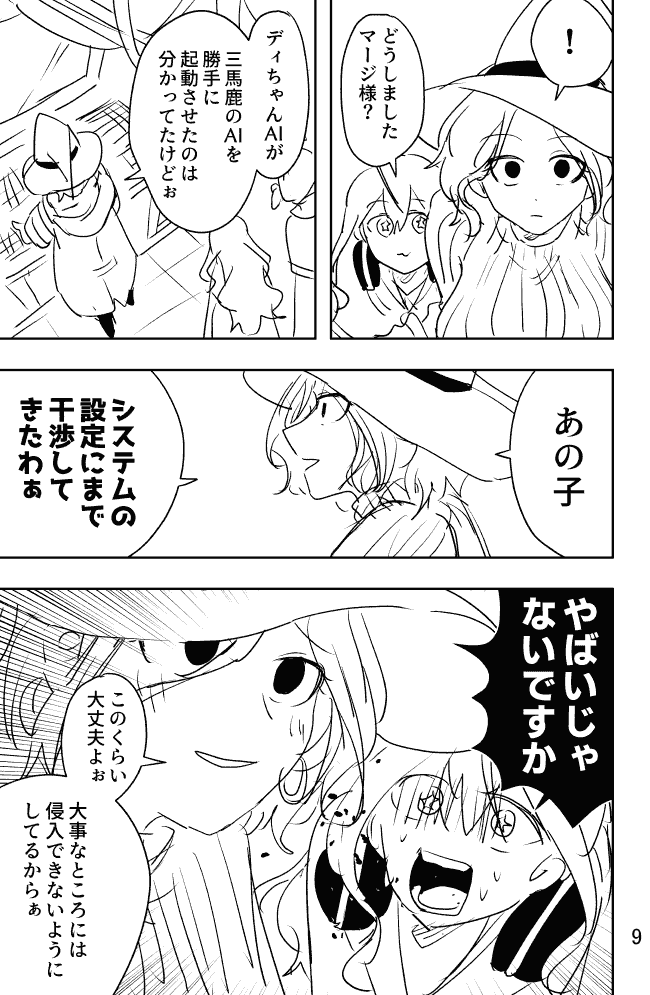 ！
どうしました
マージ様？
ディちゃんAIが
三馬鹿のAIを
勝手に
起動させたのは
分かってたけどぉ
あの子
システムの
設定にまで
干渉して
きたわぁ
やばいじゃ
ないですか
このくらい
大丈夫よぉ
大事なところには
侵入できないように
してるからぁ
9